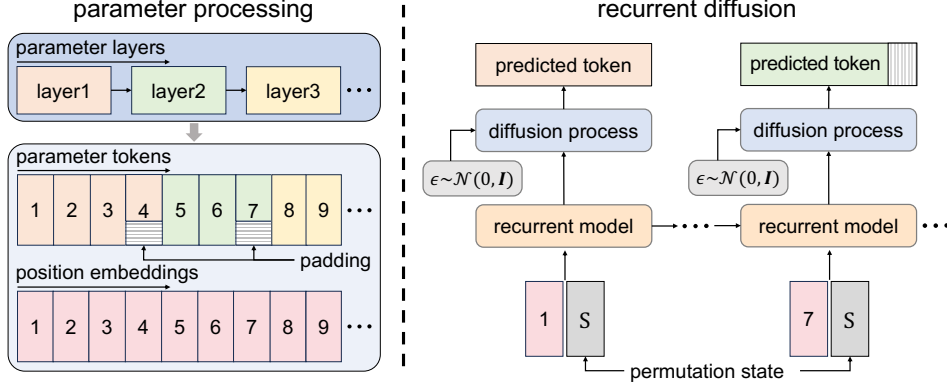 parameter processing
parameter layers
layer1 layer2 layer3 ...
parameter tokens
1 2 3 4 5 6 7 8 9 ...
padding
position embeddings
1 2 3 4 5 6 7 8 9 ...
recurrent diffusion
predicted token predicted token
diffusion process diffusion process
ϵ~𝒩(0, I) ϵ~𝒩(0, I)
recurrent model ... recurrent model ...
1 S 7 S
permutation state